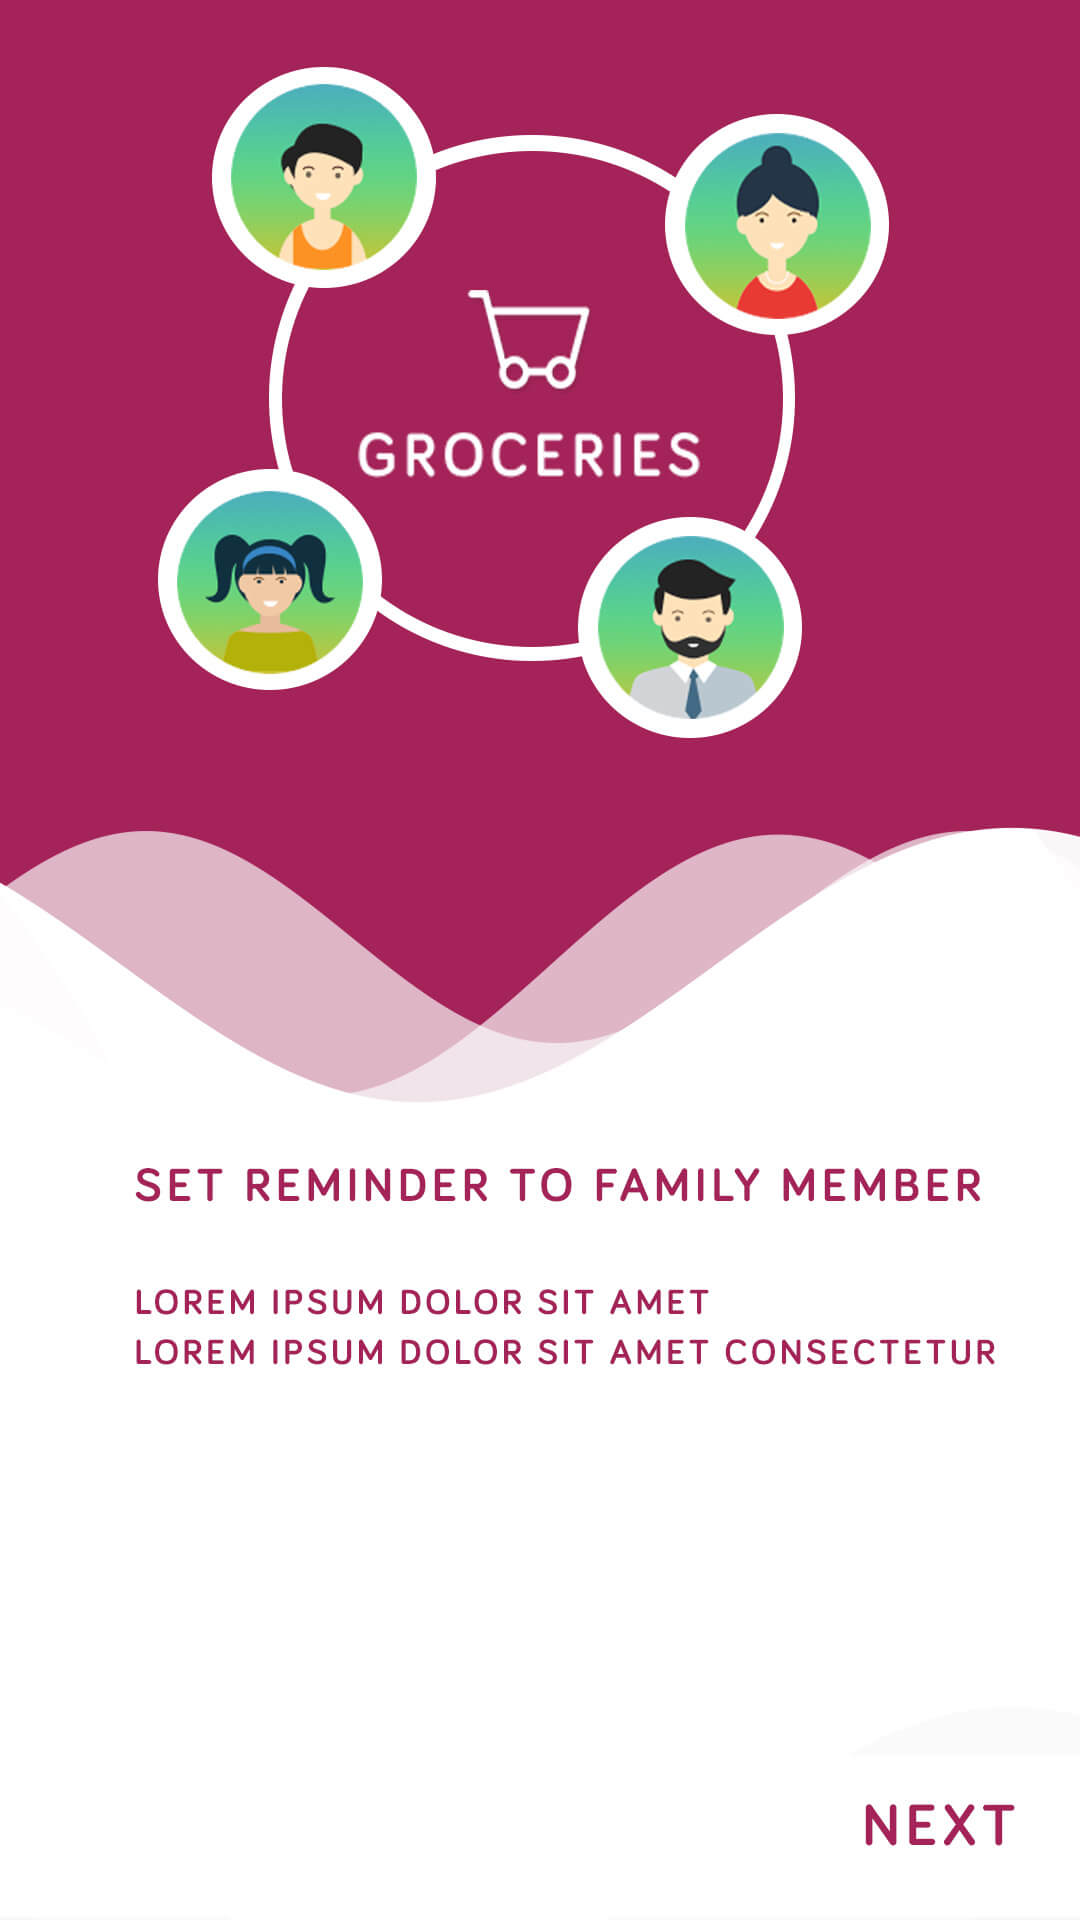 GROCERIES
SET REMINDER TO FAMILY MEMBER
LOREM IPSUM DOLOR SIT AMET
LOREM IPSUM DOLOR SIT AMET CONSECTETUR
NEXT